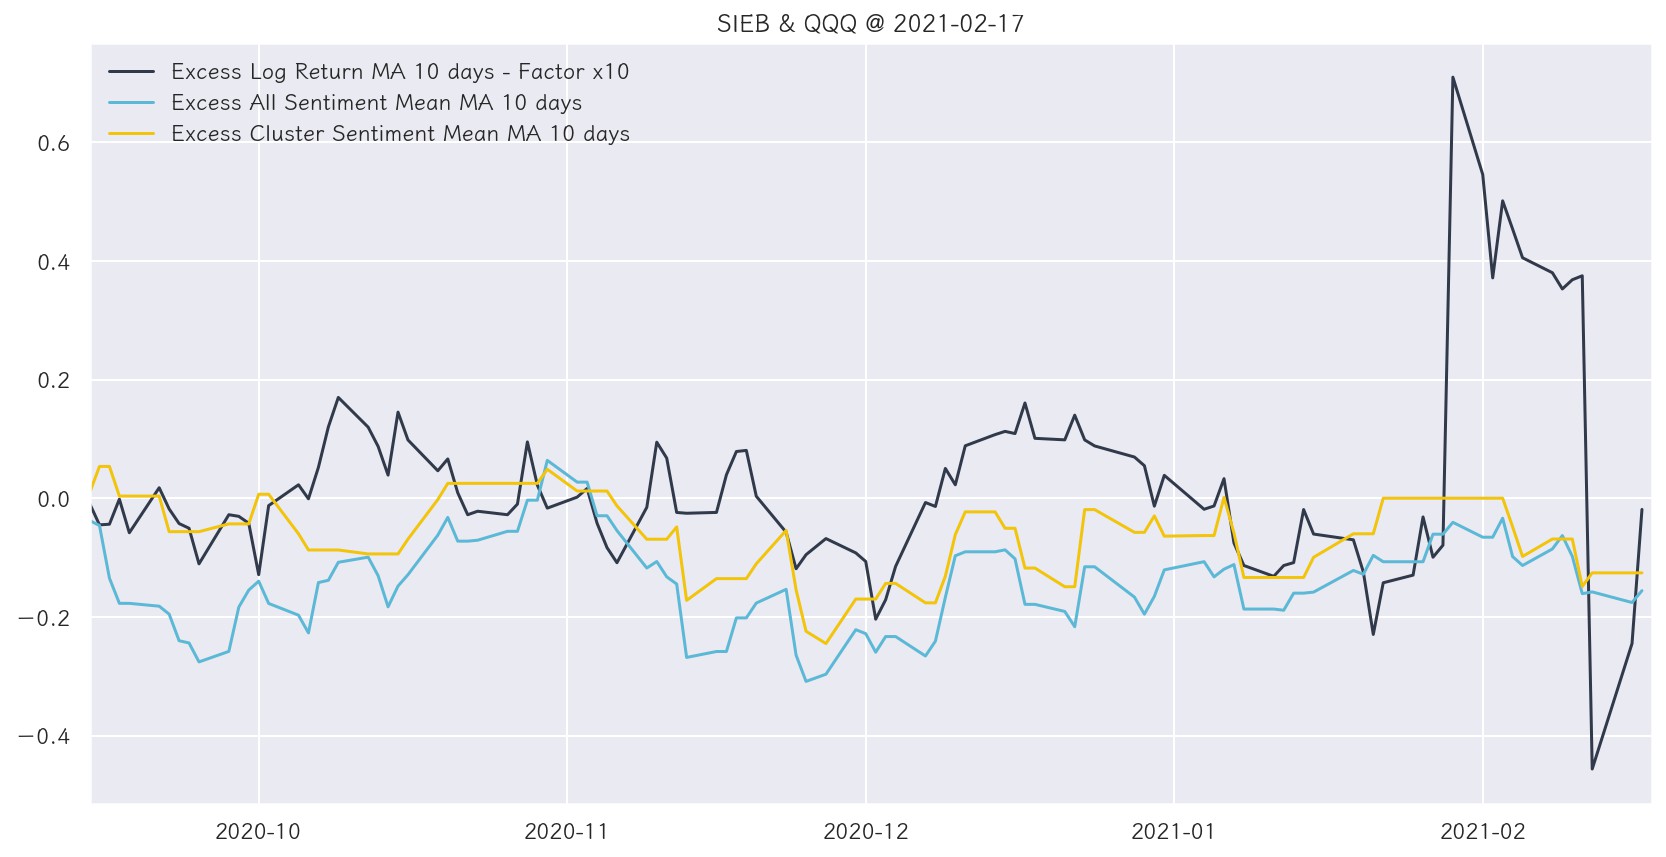 SIEB & QQQ @ 2021-02-17
Excess Log Return MA 10 days - Factor x10
Excess All Sentiment Mean MA 10 days
Excess Cluster Sentiment Mean MA 10 days
0.6
0.4
0.2
0.0
−0.2
−0.4
2020-10 2020-11 2020-12 2021-01 2021-02